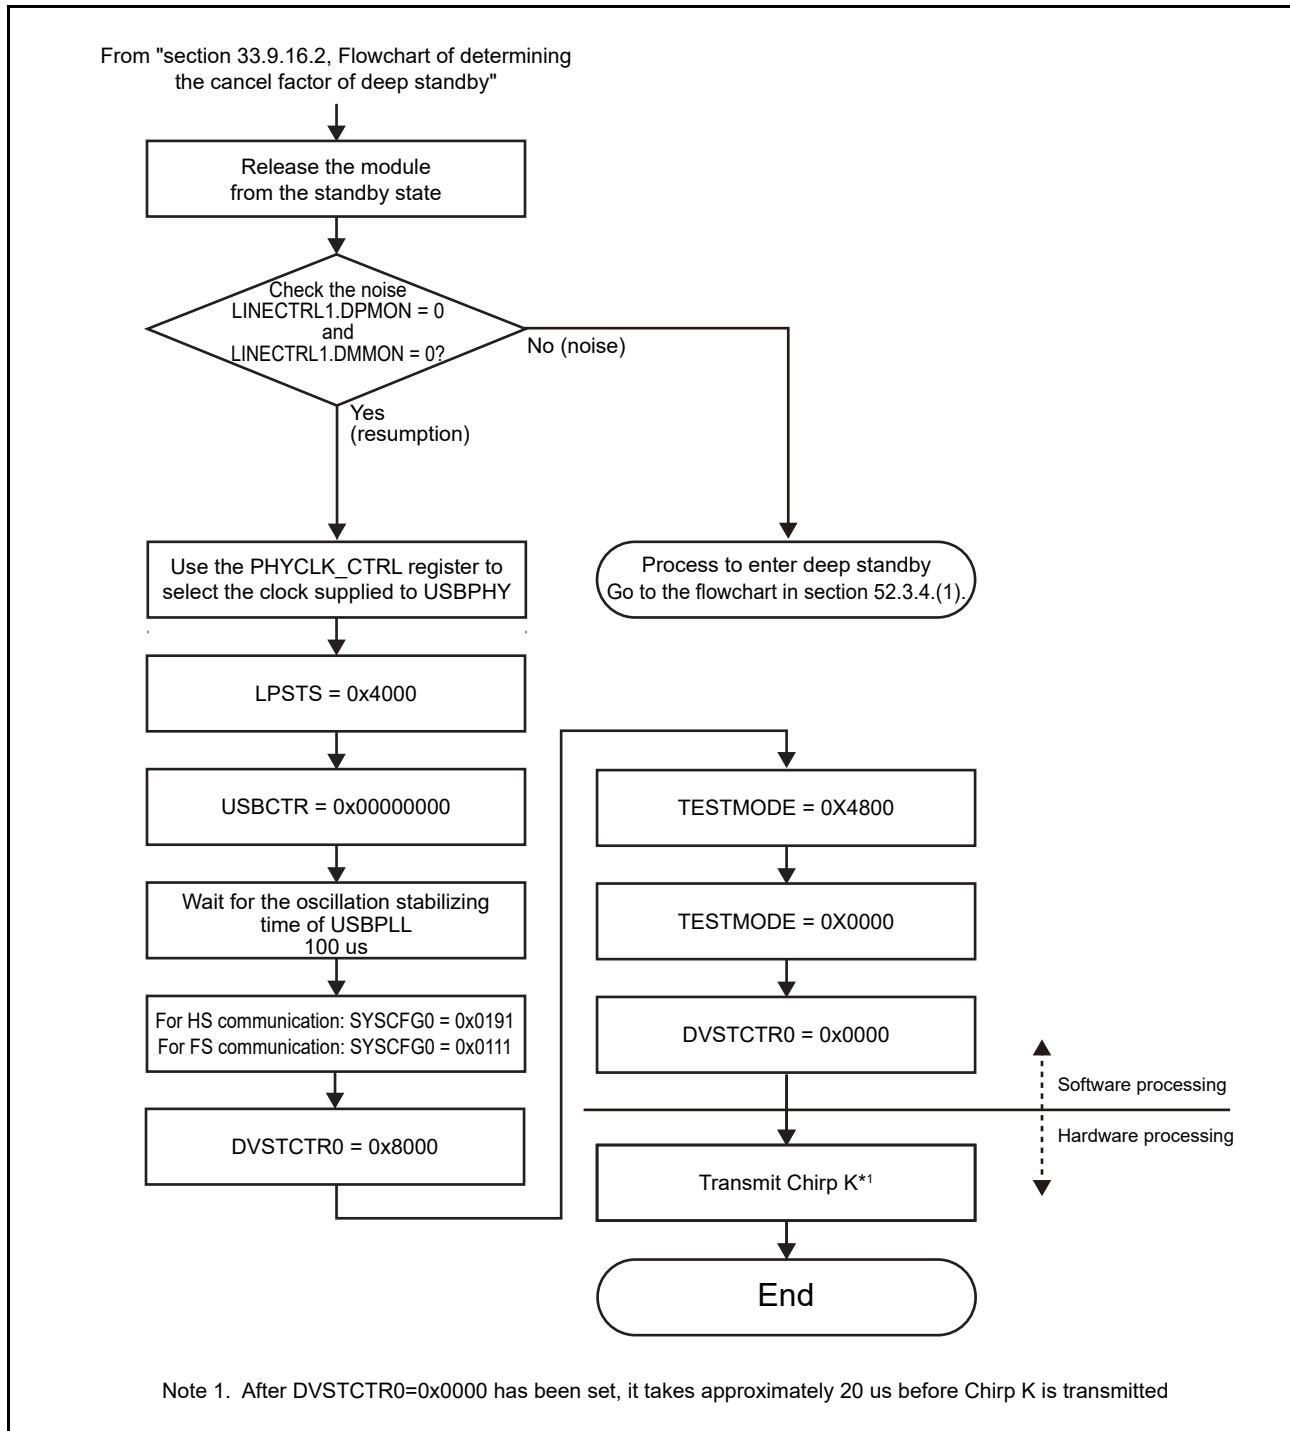 From "section 33.9.16.2, Flowchart of determining
the cancel factor of deep standby"
Release the module
from the standby state
Check the noise
LINECTRL1.DPMON = 0
and
LINECTRL1.DMMON = 0?
No (noise)
Yes
(resumption)
Use the PHYCLK_CTRL register to
select the clock supplied to USBPHY
Process to enter deep standby
Go to the flowchart in section 52.3.4.(1).
LPSTS = 0x4000
USBCTR = 0x00000000
Wait for the oscillation stabilizing
time of USBPLL
100 us
For HS communication: SYSCFG0 = 0x0191
For FS communication: SYSCFG0 = 0x0111
DVSTCTR0 = 0x8000
TESTMODE = 0X4800
TESTMODE = 0X0000
DVSTCTR0 = 0x0000
Software processing
Hardware processing
Transmit Chirp K*1
End
Note 1. After DVSTCTR0=0x0000 has been set, it takes approximately 20 us before Chirp K is transmitted